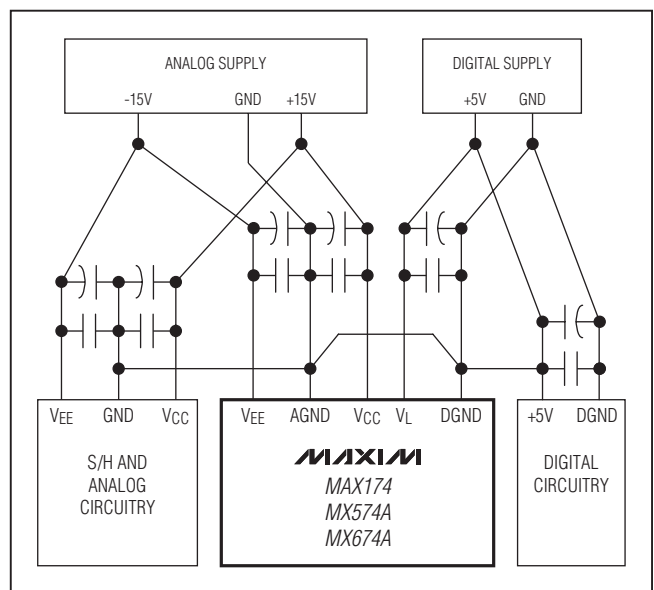 ANALOG SUPPLY
-15V GND +15V
DIGITAL SUPPLY
+5V GND
VEE GND VCC
S/H AND
ANALOG
CIRCUITRY
VEE AGND VCC VL DGND
MAXIM
MAX174
MX574A
MX674A
+5V DGND
DIGITAL
CIRCUITRY